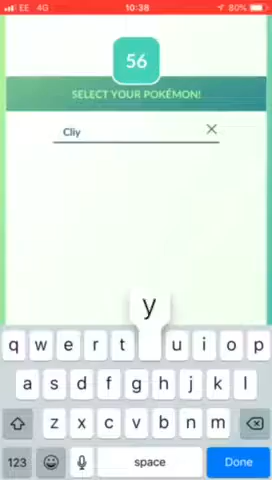 EE 4G 10:38 80%
56
SELECT YOUR POKÉMON!
Cliy
y
q w e r t u i o p
a s d f g h j k l
z x c v b n m
123 space Done